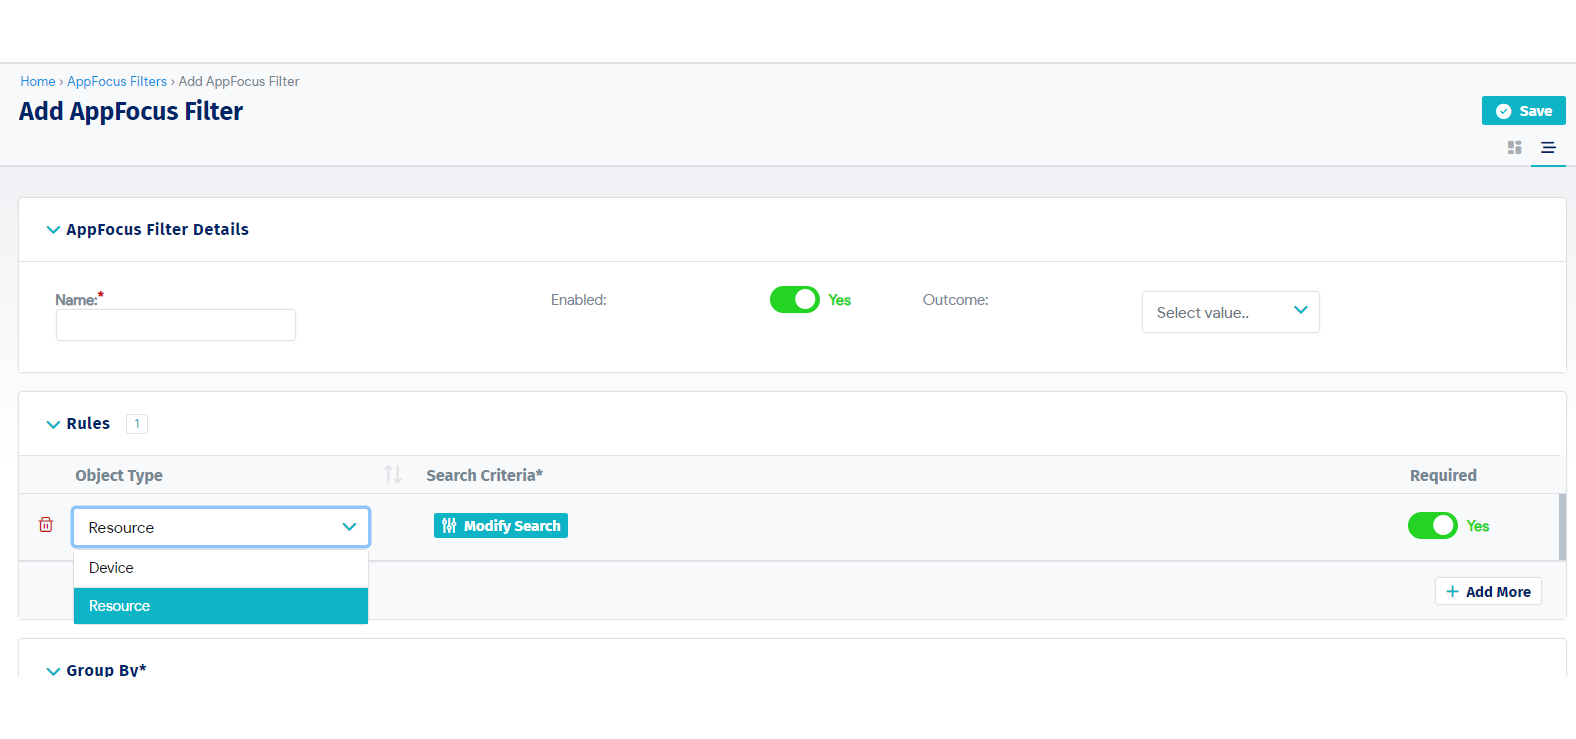 Home › AppFocus Filters › Add AppFocus Filter
Add AppFocus Filter
Save
AppFocus Filter Details
Name:*
Enabled:
Yes
Outcome:
Select value..
Rules 1
Object Type
Search Criteria*
Required
Resource
Modify Search
Yes
Device
Resource
Add More
Group By*